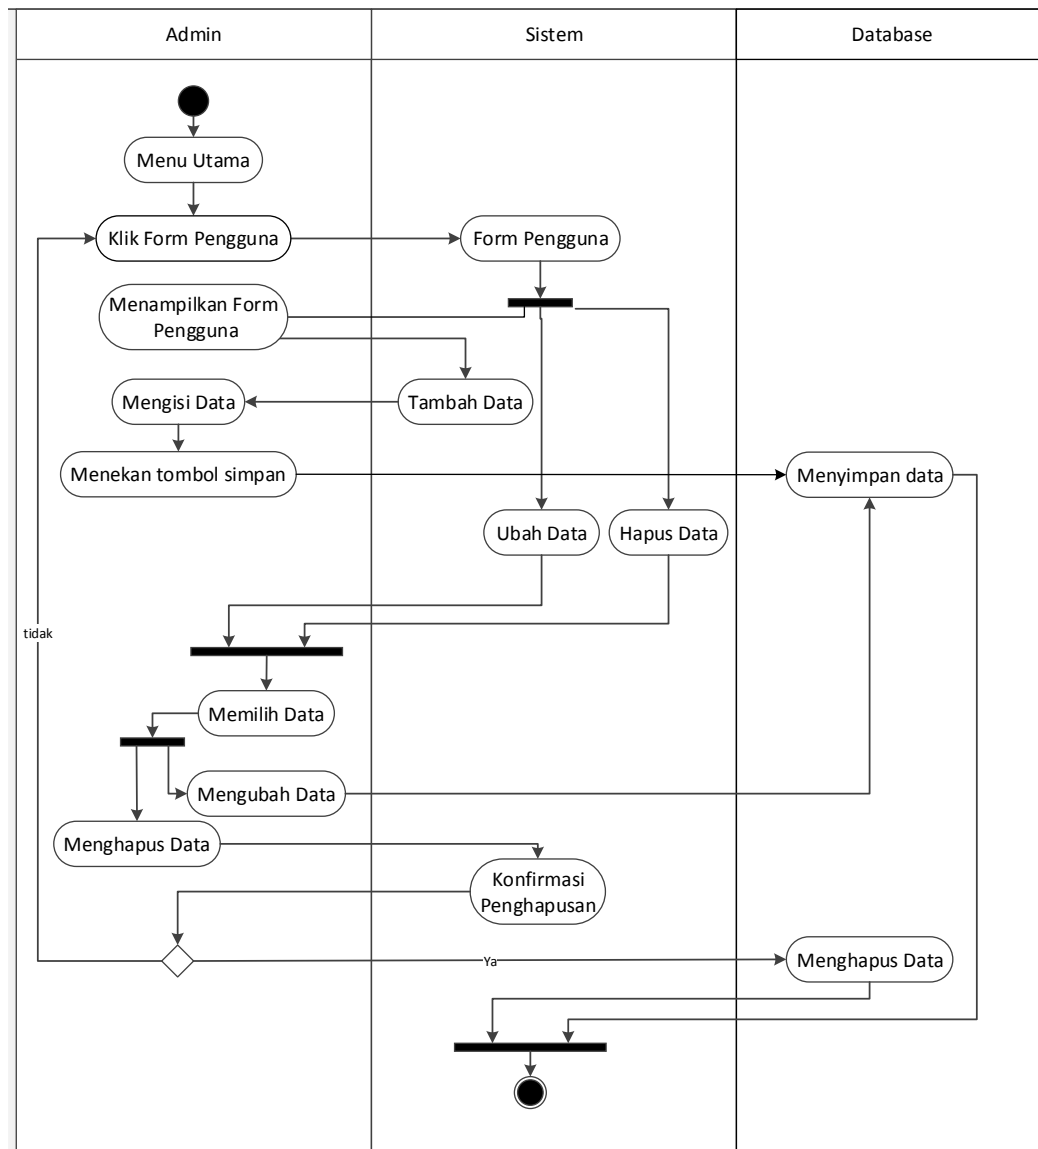 Admin
Sistem
Database
Menu Utama
Klik Form Pengguna
Form Pengguna
Menampilkan Form
Pengguna
Mengisi Data
Tambah Data
Menekan tombol simpan
Menyimpan data
Ubah Data
Hapus Data
tidak
Memilih Data
Mengubah Data
Menghapus Data
Konfirmasi
Penghapusan
Ya
Menghapus Data